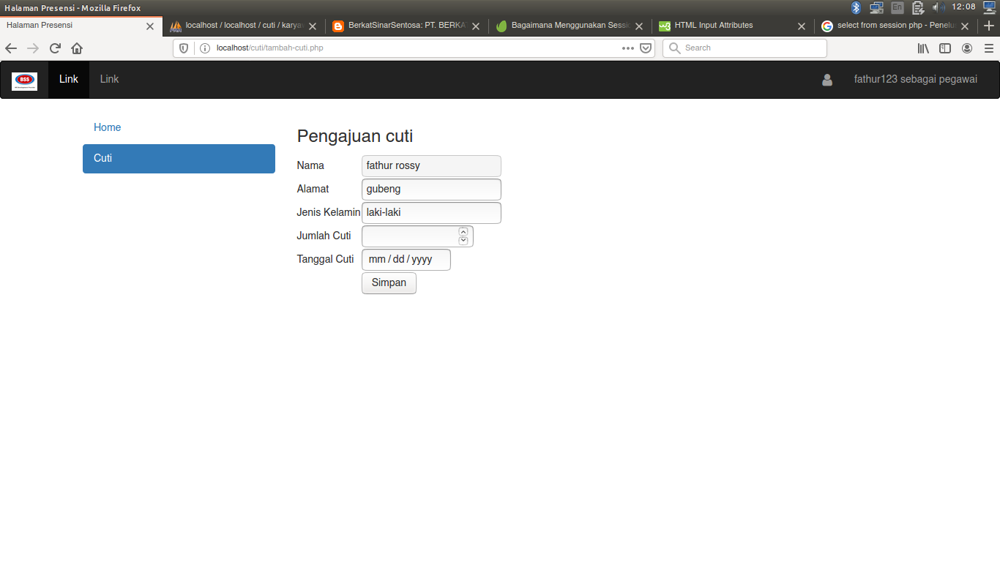 Halaman Presensi - Mozilla Firefox
En
12:08
Halaman Presensi
localhost / localhost / cuti / karya
BerkatSinarSentosa: PT. BERKA
Bagaimana Menggunakan Sessi
HTML Input Attributes
select from session php - Penelu
localhost/cuti/tambah-cuti.php
Search
BSS
Link
Link
fathur123 sebagai pegawai
Home
Cuti
Pengajuan cuti
Nama
fathur rossy
Alamat
gubeng
Jenis Kelamin
laki-laki
Jumlah Cuti
Tanggal Cuti
mm / dd / yyyy
Simpan